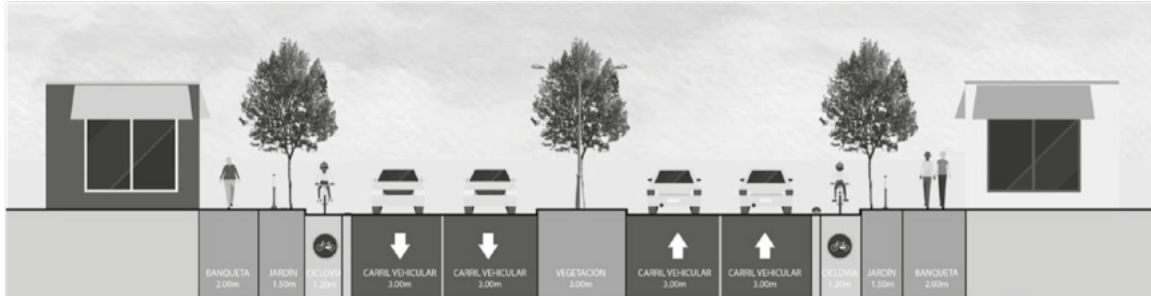 BANQUETA
2.00m
JARDÍN
1.50m
CICLOVÍA
1.20m
CARRIL VEHICULAR
3.00m
CARRIL VEHICULAR
3.00m
VEGETACIÓN
3.00m
CARRIL VEHICULAR
3.00m
CARRIL VEHICULAR
3.00m
CICLOVÍA
1.20m
JARDÍN
1.50m
BANQUETA
2.00m